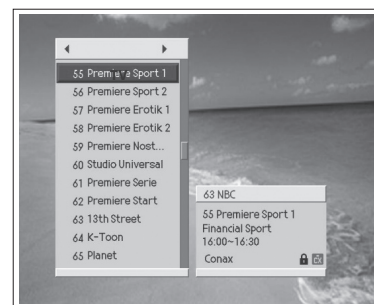 55 Premiere Sport 1
56 Premiere Sport 2
57 Premiere Erotik 1
58 Premiere Erotik 2
59 Premiere Nost...
60 Studio Universal
61 Premiere Serie
62 Premiere Start
63 13th Street
64 K-Toon
65 Planet
63 NBC
55 Premiere Sport 1
Financial Sport
16:00~16:30
Conax